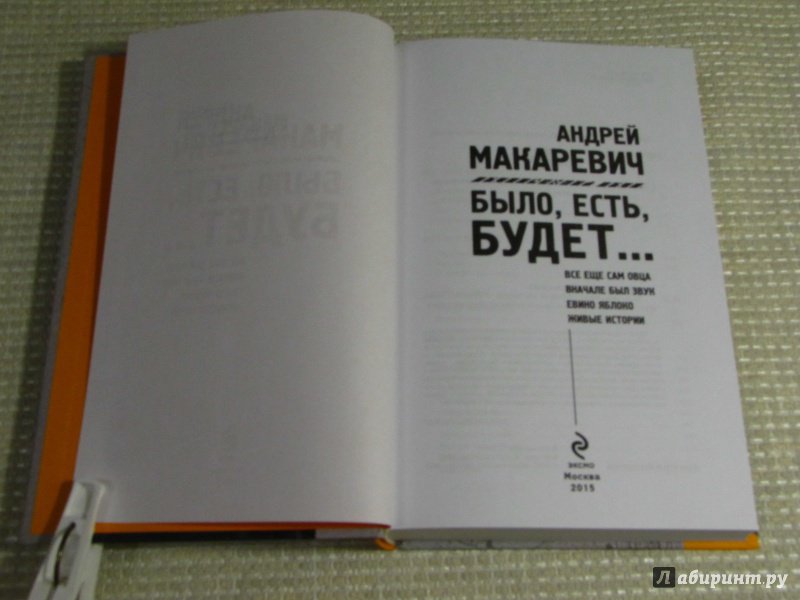 АНДРЕЙ
МАКАРЕВИЧ
БЫЛО, ЕСТЬ,
БУДЕТ...
ВСЕ ЕЩЕ САМ ОВЦА
ВНАЧАЛЕ БЫЛ ЗВУК
ЕВИНО ЯБЛОКО
ЖИВЫЕ ИСТОРИИ
ЭКСМО
Москва
2015
Лабиринт.ру